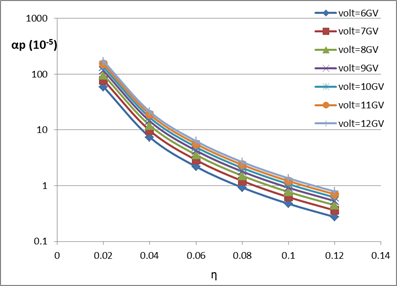 αp (10⁻⁵)
1000
100
10
1
0.1
0
0.02
0.04
0.06
0.08
0.1
0.12
0.14
η
volt=6GV
volt=7GV
volt=8GV
volt=9GV
volt=10GV
volt=11GV
volt=12GV